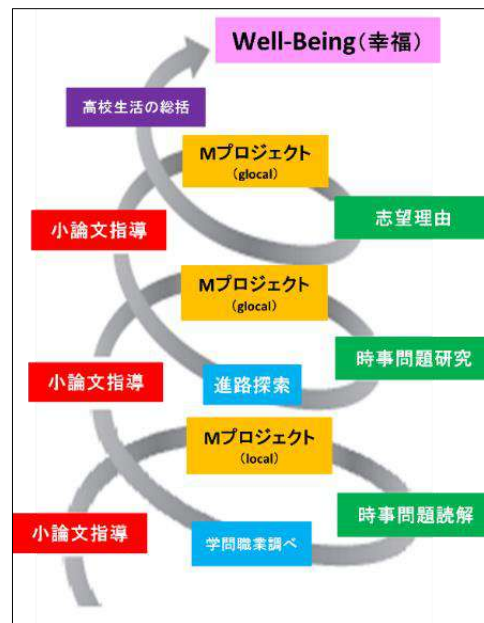 Well-Being(幸福)
高校生活の総括
Mプロジェクト
(glocal)
小論文指導
志望理由
Mプロジェクト
(glocal)
時事問題研究
小論文指導
進路探索
Mプロジェクト
(local)
時事問題読解
小論文指導
学問職業調べ